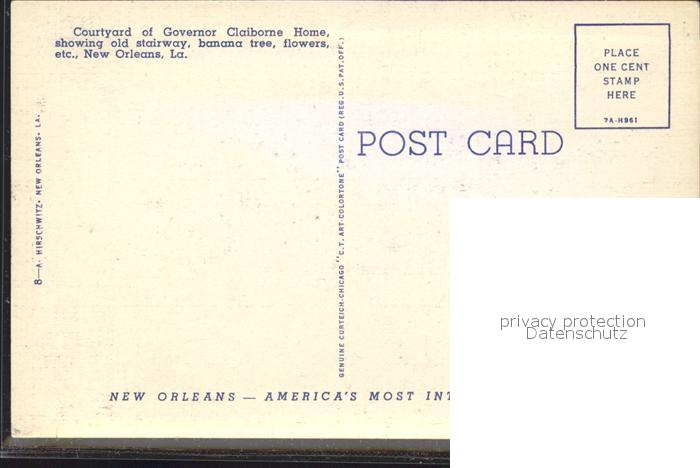 Courtyard of Governor Claiborne Home,
showing old stairway, banana tree, flowers,
etc., New Orleans, La.
PLACE
ONE CENT
STAMP
HERE
7A-H961
POST CARD
8—A. HIRSCHWITZ. NEW ORLEANS. LA.
GENUINE CURTEICH-CHICAGO "C.T. ART-COLORTONE" POST CARD (REG. U.S. PAT. OFF.)
privacy protection
Datenschutz
NEW ORLEANS — AMERICA'S MOST INT